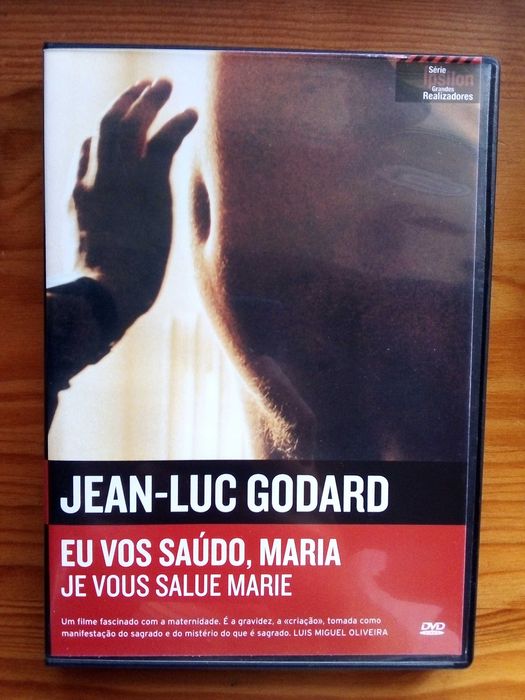 Série
ípsilon
Grandes
Realizadores
JEAN-LUC GODARD
EU VOS SAÚDO, MARIA
JE VOUS SALUE MARIE
Um filme fascinado com a maternidade. É a gravidez, a «criação», tomada como
manifestação do sagrado e do mistério do que é sagrado. LUIS MIGUEL OLIVEIRA
DVD
VIDEO